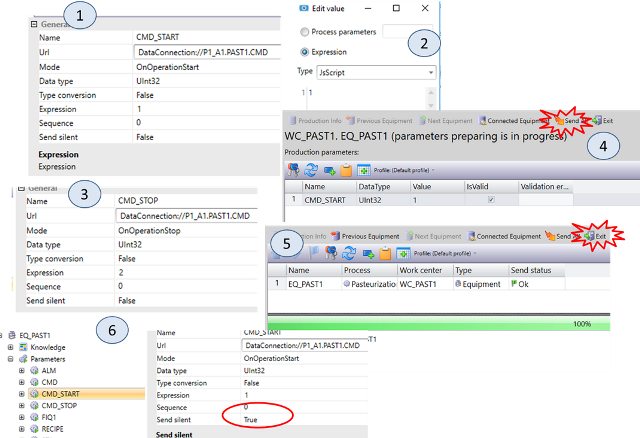 1
General
Name CMD_START
Url DataConnection://P1_A1.PAST1.CMD
Mode OnOperationStart
Data type UInt32
Type conversion False
Expression 1
Sequence 0
Send silent False
Expression
Expression
Edit value
Process parameters
2
Expression
Type JsScript
1 1
Production Info Previous Equipment Next Equipment Connected Equipment Send Exit
WC_PAST1. EQ_PAST1 (parameters preparing is in progress)
4
Production parameters:
Profile: (Default profile)
Name DataType Value IsValid Validation er...
1 CMD_START UInt32 1
3
General
Name CMD_STOP
Url DataConnection://P1_A1.PAST1.CMD
Mode OnOperationStop
Data type UInt32
Type conversion False
Expression 2
Sequence 0
Send silent False
5
Info Previous Equipment Next Equipment Connected Equipment Send Exit
Profile: (Default profile)
Name Process Work center Type Send status
1 EQ_PAST1 Pasteurizatio WC_PAST1 Equipment Ok
100%
6
EQ_PAST1
Knowledge
Parameters
ALM
CMD
CMD_START
CMD_STOP
FIQ1
RECIPE
Name CMD_START
Url DataConnection://P1_A1.PAST1.CMD
Mode OnOperationStart
Data type UInt32
Type conversion False
Expression 1
Sequence 0
Send silent True
Send silent